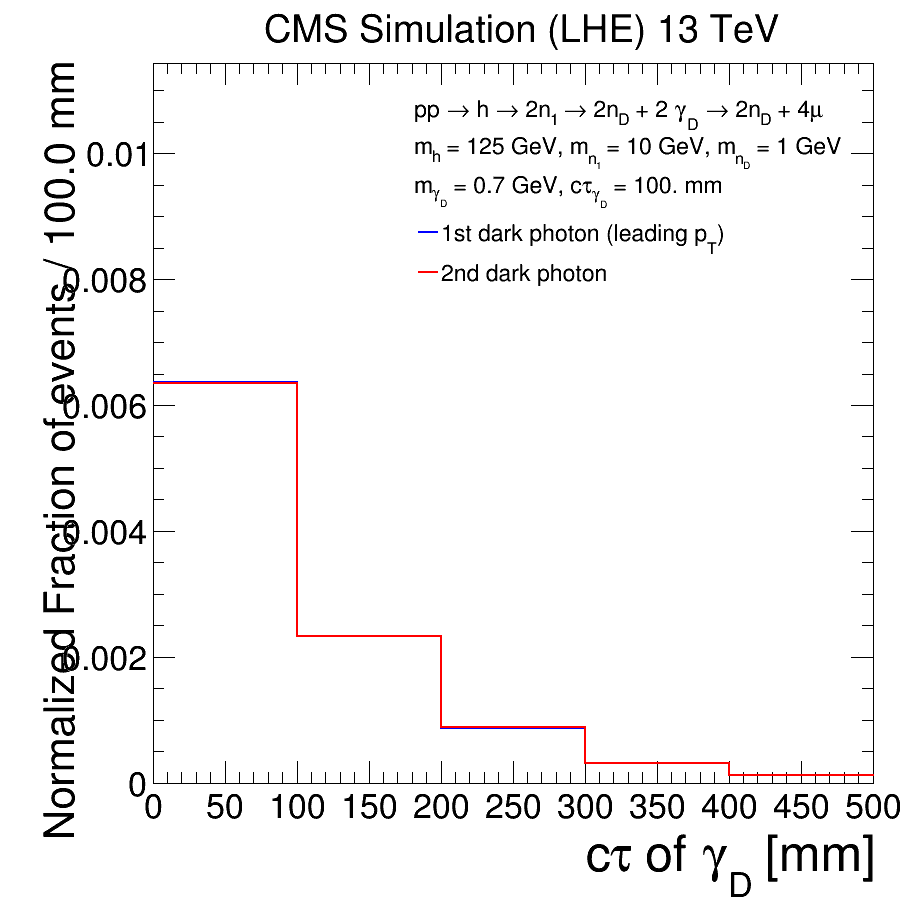 CMS Simulation (LHE) 13 TeV
pp → h → 2n1 → 2nD + 2 γD → 2nD + 4μ
mh = 125 GeV, mn1 = 10 GeV, mnD = 1 GeV
mγD = 0.7 GeV, cτγD = 100. mm
1st dark photon (leading pT)
2nd dark photon
Normalized Fraction of events / 100.0 mm
0.01
0.008
0.006
0.004
0.002
0
0 50 100 150 200 250 300 350 400 450 500
cτ of γD [mm]